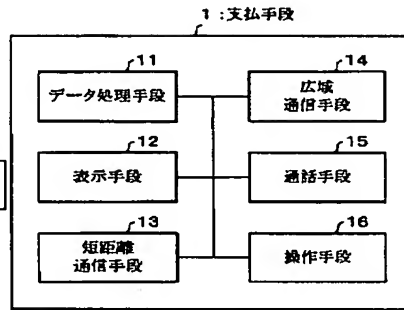 1:支払手段
11
データ処理手段
14
広域
通信手段
12
表示手段
15
通話手段
13
短距離
通信手段
16
操作手段